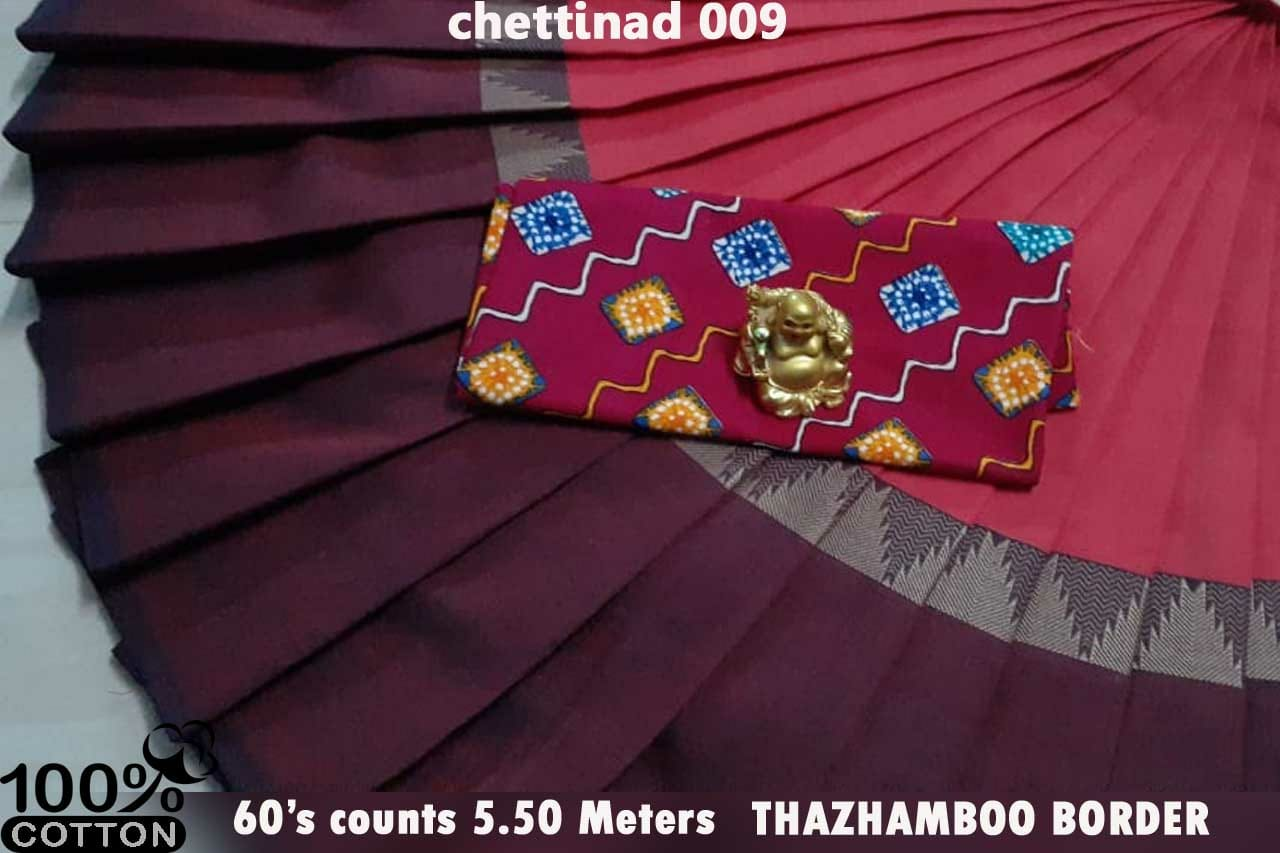 chettinad 009
100%
COTTON
60's counts 5.50 Meters THAZHAMBOO BORDER